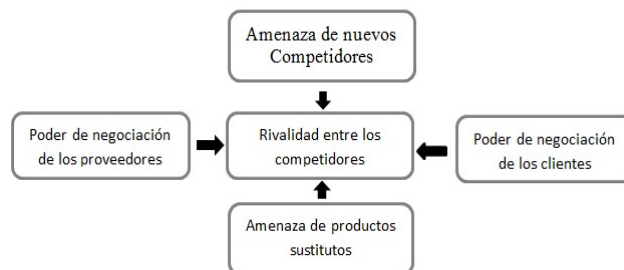 Amenaza de nuevos
Competidores
Poder de negociación
de los proveedores
Rivalidad entre los
competidores
Poder de negociación
de los clientes
Amenaza de productos
sustitutos